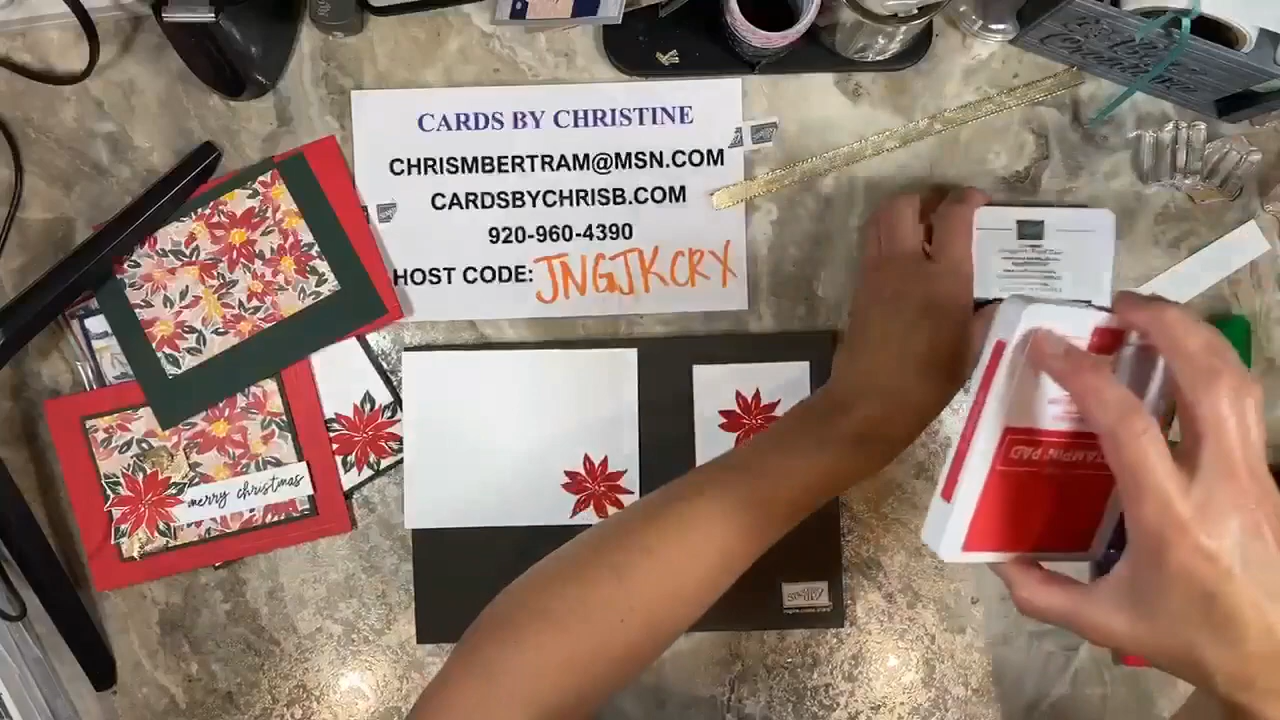 CARDS BY CHRISTINE
CHRISMBERTRAM@MSN.COM
CARDSBYCHRISB.COM
920-960-4390
HOST CODE: JNGJKCRX
merry christmas
STAMPIN' PAD